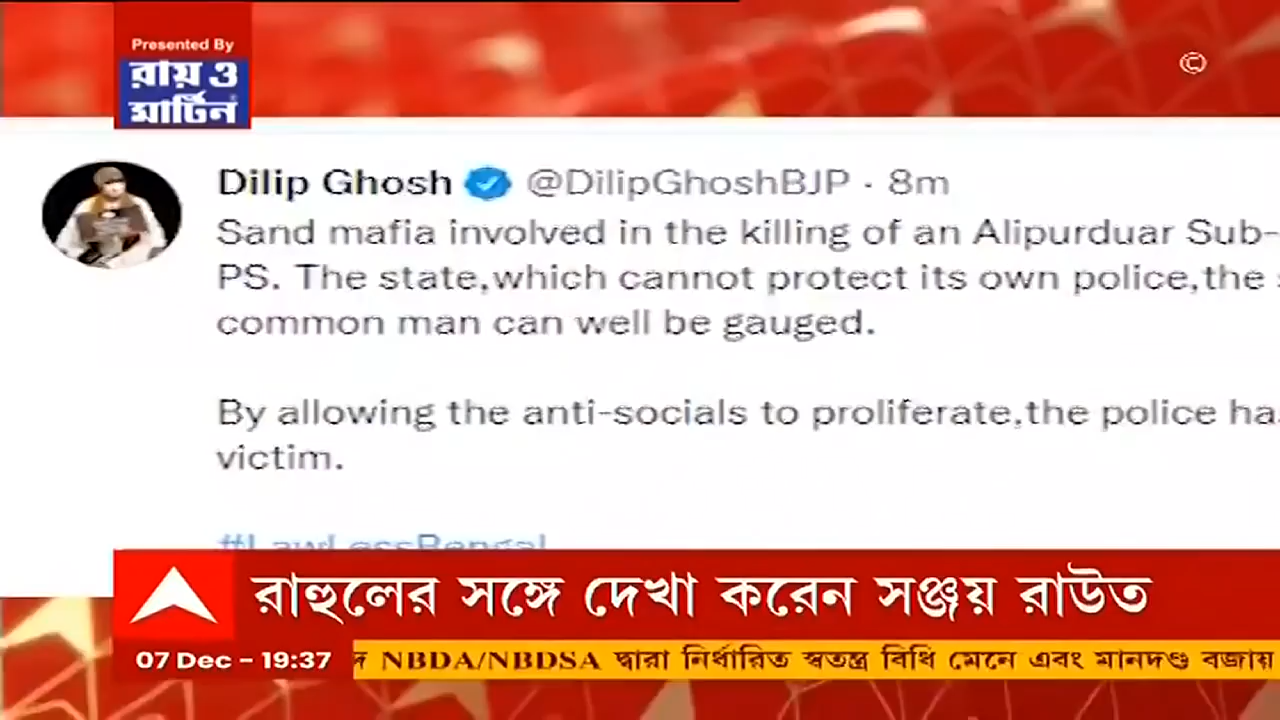 Presented By
রায় ও
মার্টিন
©
Dilip Ghosh @DilipGhoshBJP · 8m
Sand mafia involved in the killing of an Alipurduar Sub-
PS. The state,which cannot protect its own police,the
common man can well be gauged.
By allowing the anti-socials to proliferate,the police
victim.
#LawLessBengal
রাহুলের সঙ্গে দেখা করেন সঞ্জয় রাউত
07 Dec - 19:37
NBDA/NBDSA দ্বারা নির্ধারিত স্বতন্ত্র বিধি মেনে এবং মানদণ্ড বজায়